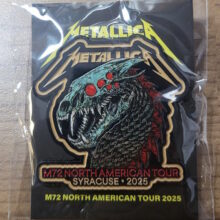 METALLICA
METALLICA
M72 NORTH AMERICAN TOUR
SYRACUSE • 2025
M72 NORTH AMERICAN TOUR 2025